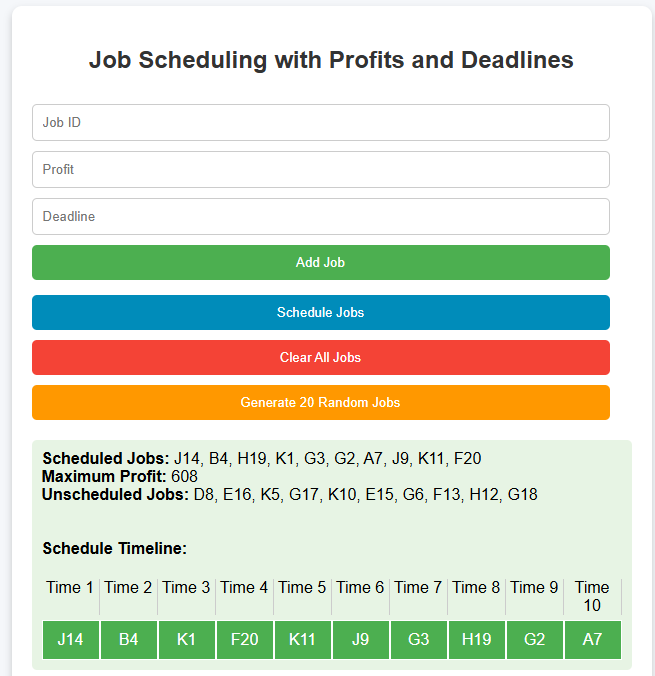 Job Scheduling with Profits and Deadlines
Job ID
Profit
Deadline
Add Job
Schedule Jobs
Clear All Jobs
Generate 20 Random Jobs
Scheduled Jobs: J14, B4, H19, K1, G3, G2, A7, J9, K11, F20
Maximum Profit: 608
Unscheduled Jobs: D8, E16, K5, G17, K10, E15, G6, F13, H12, G18
Schedule Timeline:
Time 1 Time 2 Time 3 Time 4 Time 5 Time 6 Time 7 Time 8 Time 9 Time
10
J14 B4 K1 F20 K11 J9 G3 H19 G2 A7